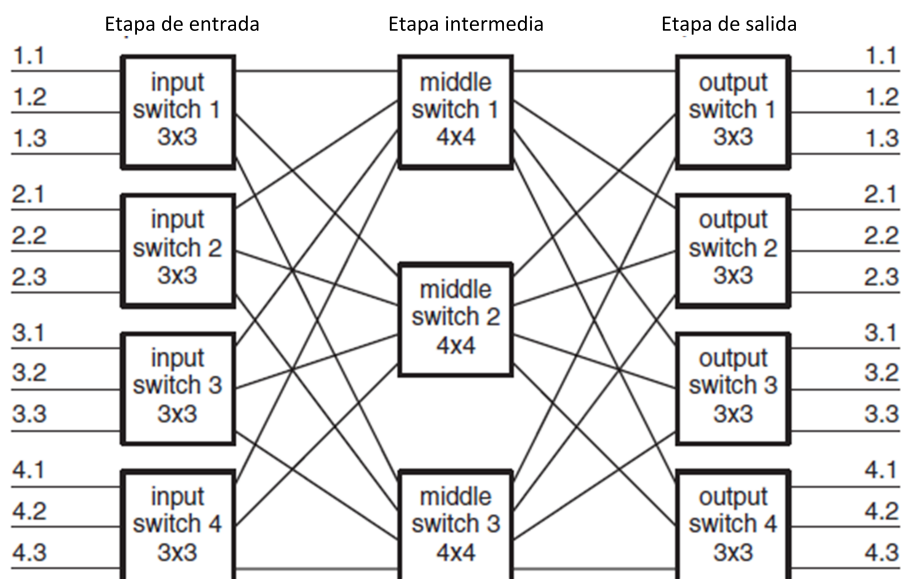 Etapa de entrada
Etapa intermedia
Etapa de salida
1.1
1.2
1.3
input
switch 1
3x3
middle
switch 1
4x4
output
switch 1
3x3
1.1
1.2
1.3
2.1
2.2
2.3
input
switch 2
3x3
output
switch 2
3x3
2.1
2.2
2.3
middle
switch 2
4x4
3.1
3.2
3.3
input
switch 3
3x3
output
switch 3
3x3
3.1
3.2
3.3
4.1
4.2
4.3
input
switch 4
3x3
middle
switch 3
4x4
output
switch 4
3x3
4.1
4.2
4.3